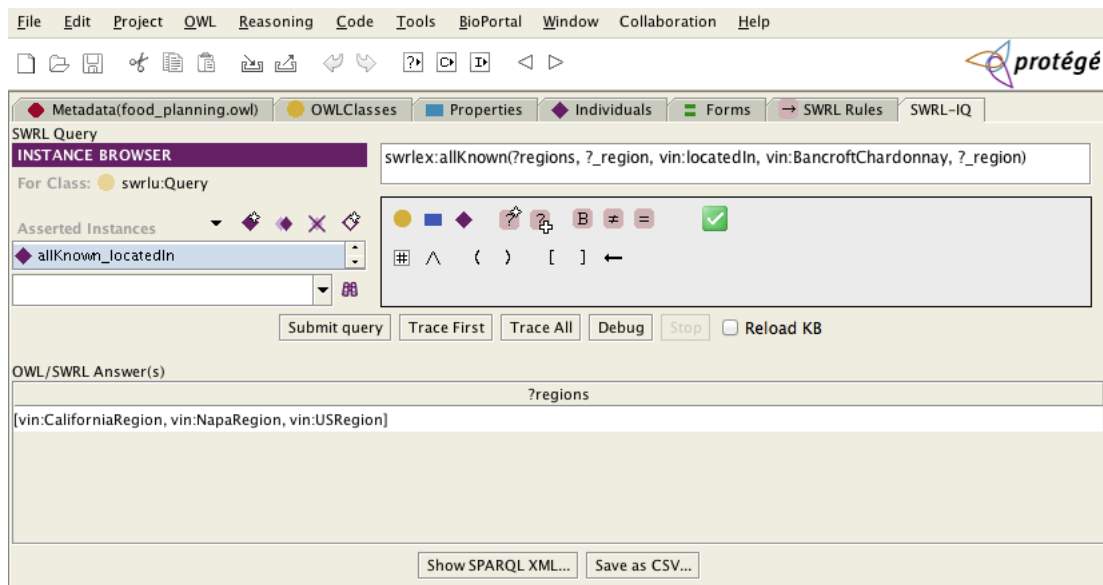 File Edit Project OWL Reasoning Code Tools BioPortal Window Collaboration Help
protégé
Metadata(food_planning.owl) OWLClasses Properties Individuals Forms SWRL Rules SWRL-IQ
SWRL Query
INSTANCE BROWSER
swrlex:allKnown(?regions, ?_region, vin:locatedIn, vin:BancroftChardonnay, ?_region)
For Class: swrlu:Query
Asserted Instances
? ? B ≠ =
allKnown_locatedIn
# ∧ ( ) [ ] ←
Submit query Trace First Trace All Debug Stop Reload KB
OWL/SWRL Answer(s)
?regions
[vin:CaliforniaRegion, vin:NapaRegion, vin:USRegion]
Show SPARQL XML... Save as CSV...